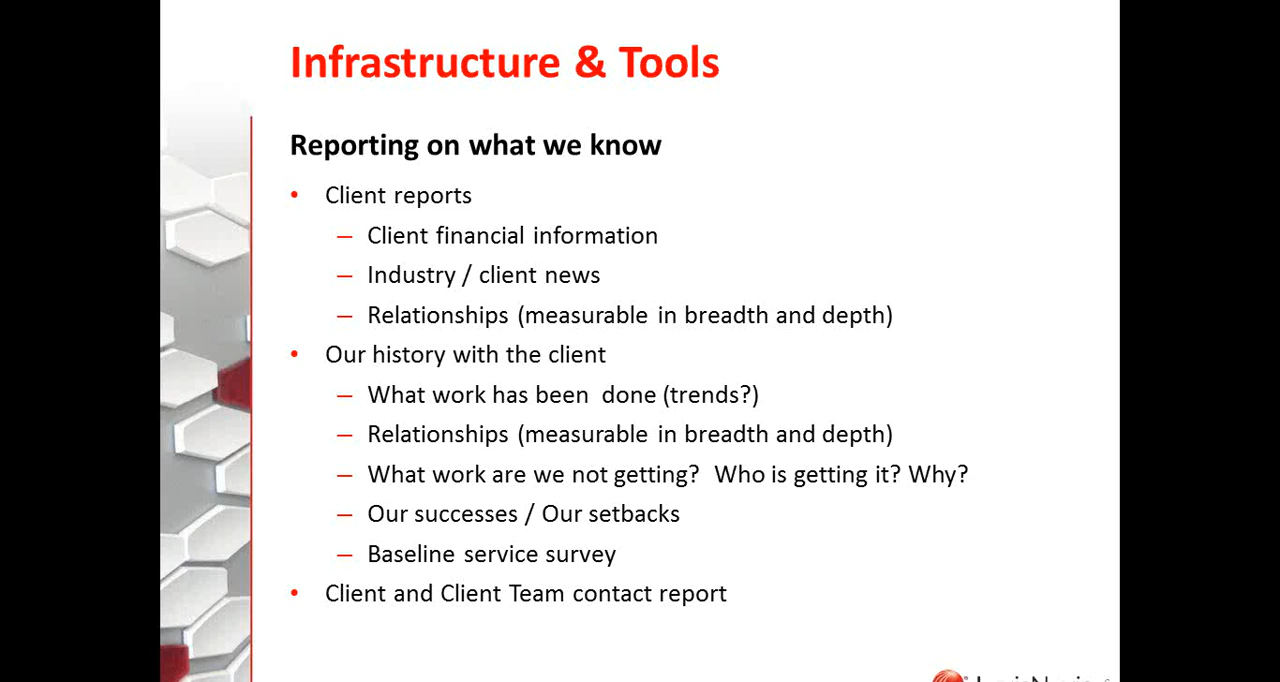 Infrastructure & Tools
Reporting on what we know
• Client reports
– Client financial information
– Industry / client news
– Relationships (measurable in breadth and depth)
• Our history with the client
– What work has been  done (trends?)
– Relationships (measurable in breadth and depth)
– What work are we not getting?  Who is getting it? Why?
– Our successes / Our setbacks
– Baseline service survey
• Client and Client Team contact report